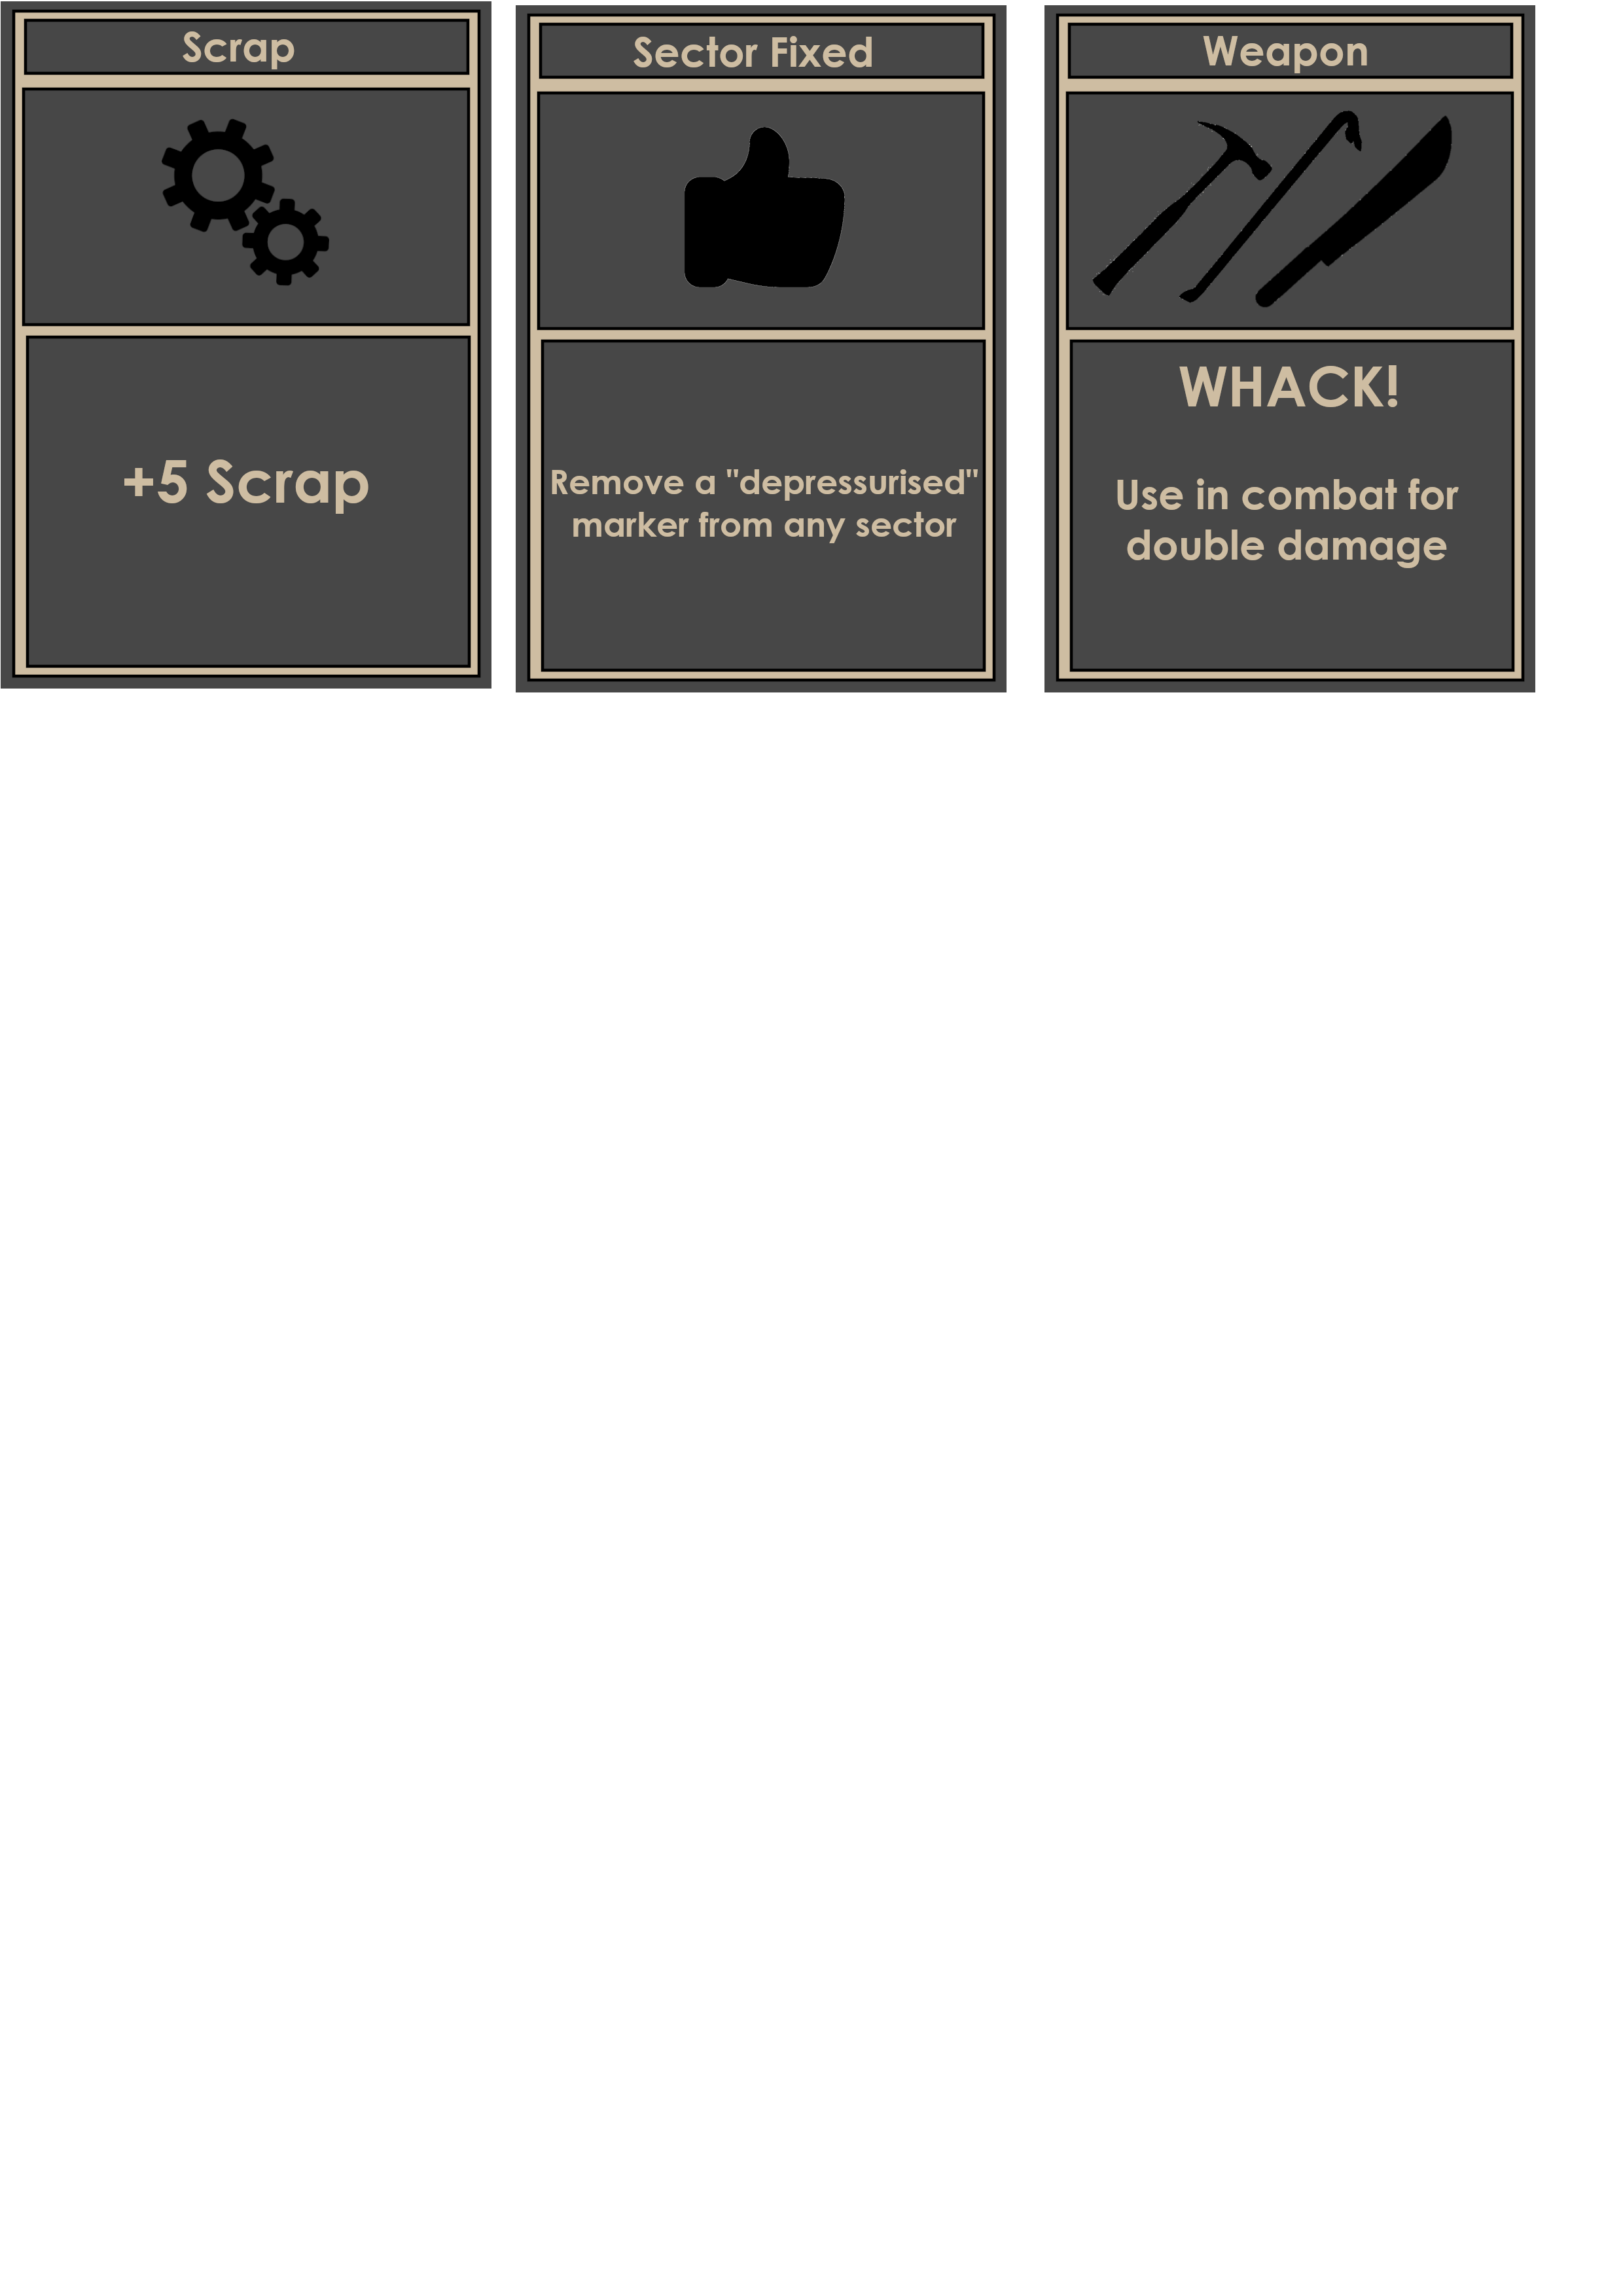 Scrap
+5 Scrap
Sector Fixed
Remove a "depressurised"
marker from any sector
Weapon
WHACK!
Use in combat for
double damage